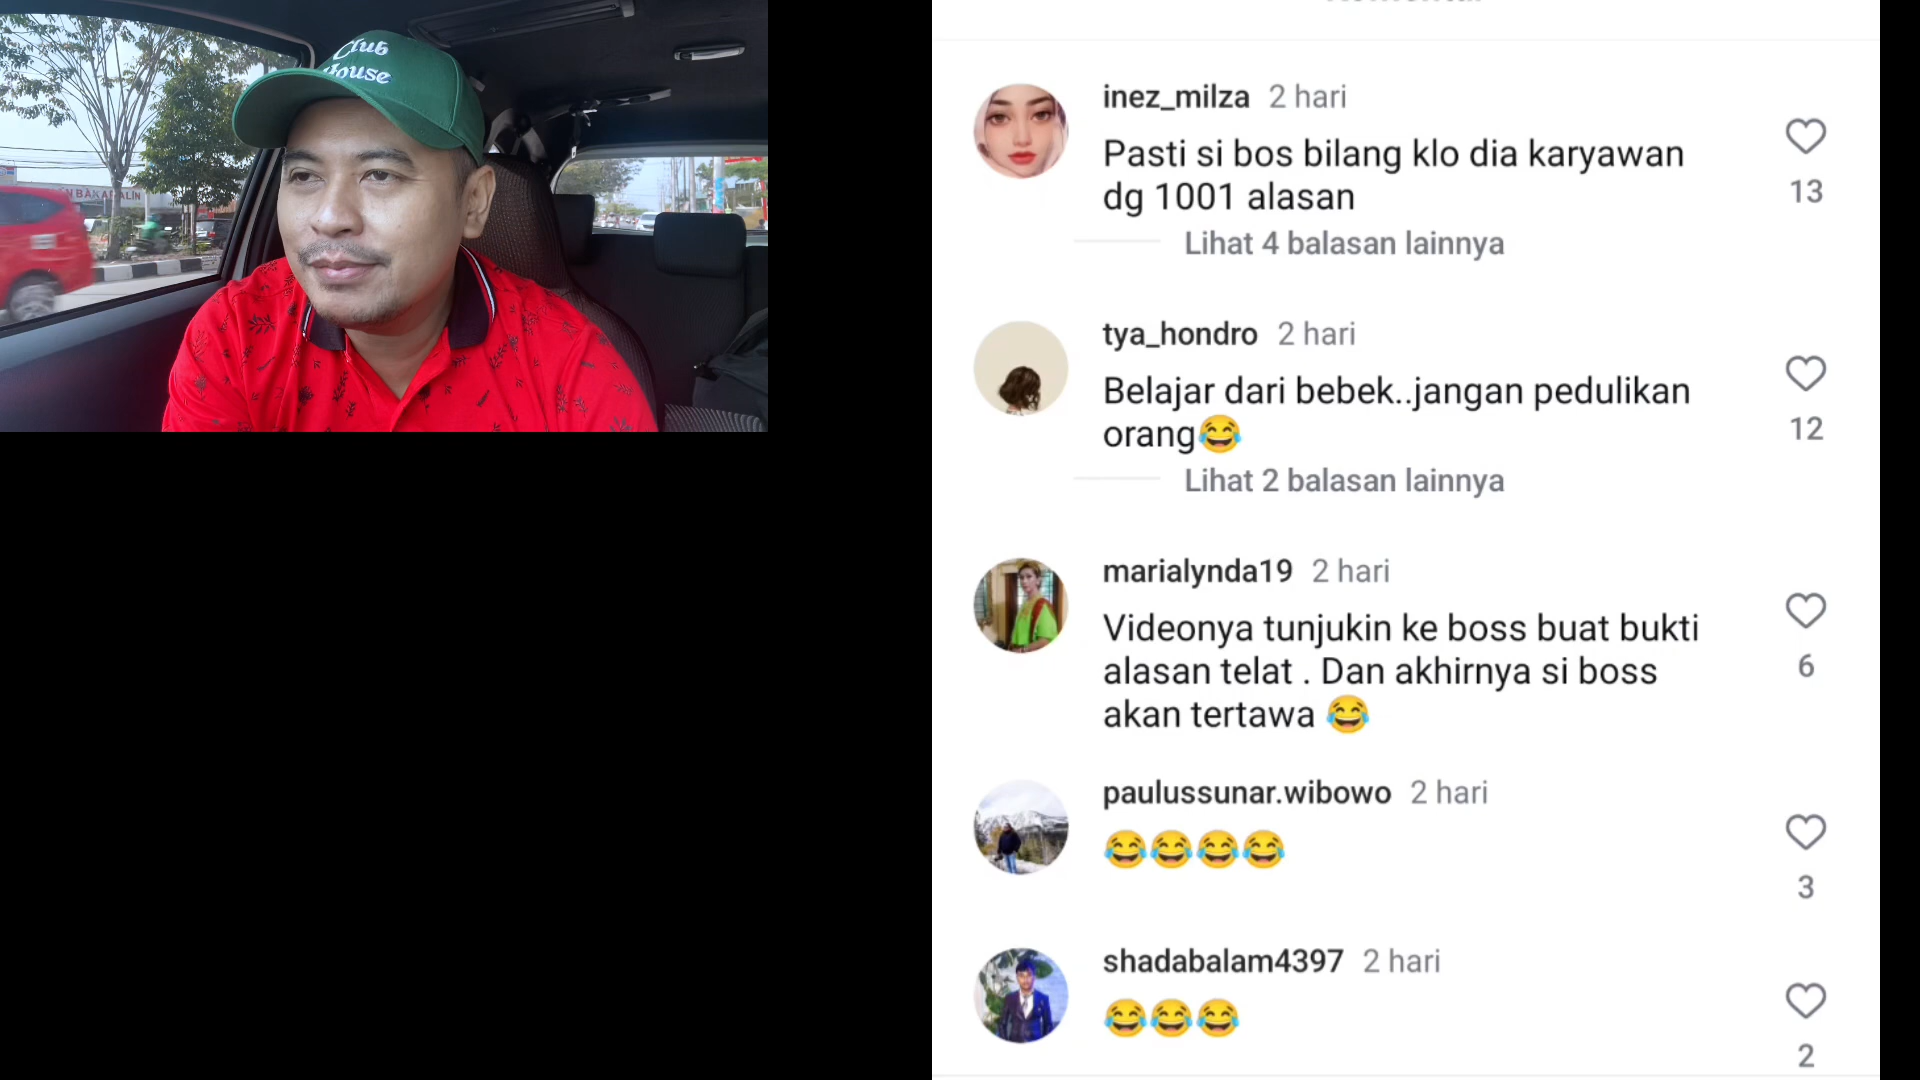 Club
House
inez_milza 2 hari
Pasti si bos bilang klo dia karyawan
dg 1001 alasan
13
Lihat 4 balasan lainnya
tya_hondro 2 hari
Belajar dari bebek..jangan pedulikan
orang😂
12
Lihat 2 balasan lainnya
marialynda19 2 hari
Videonya tunjukin ke boss buat bukti
alasan telat . Dan akhirnya si boss
akan tertawa 😂
6
paulussunar.wibowo 2 hari
😂😂😂😂
3
shadabalam4397 2 hari
😂😂😂
2